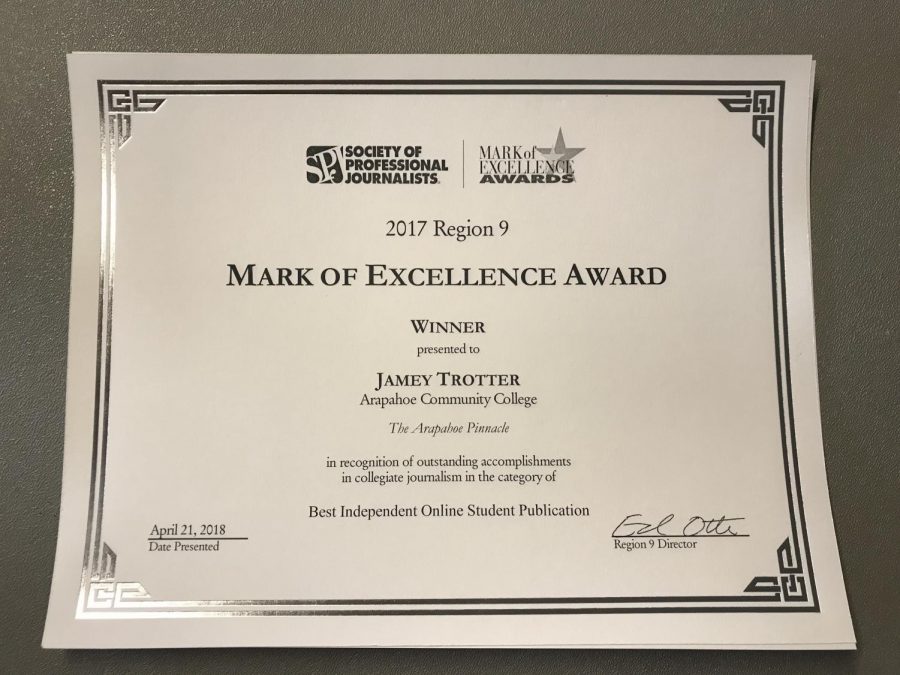 SPJ SOCIETY OF
PROFESSIONAL
JOURNALISTS
MARK of
EXCELLENCE
AWARDS
2017 Region 9
MARK OF EXCELLENCE AWARD
WINNER
presented to
JAMEY TROTTER
Arapahoe Community College
The Arapahoe Pinnacle
in recognition of outstanding accomplishments
in collegiate journalism in the category of
Best Independent Online Student Publication
April 21, 2018
Date Presented
Region 9 Director